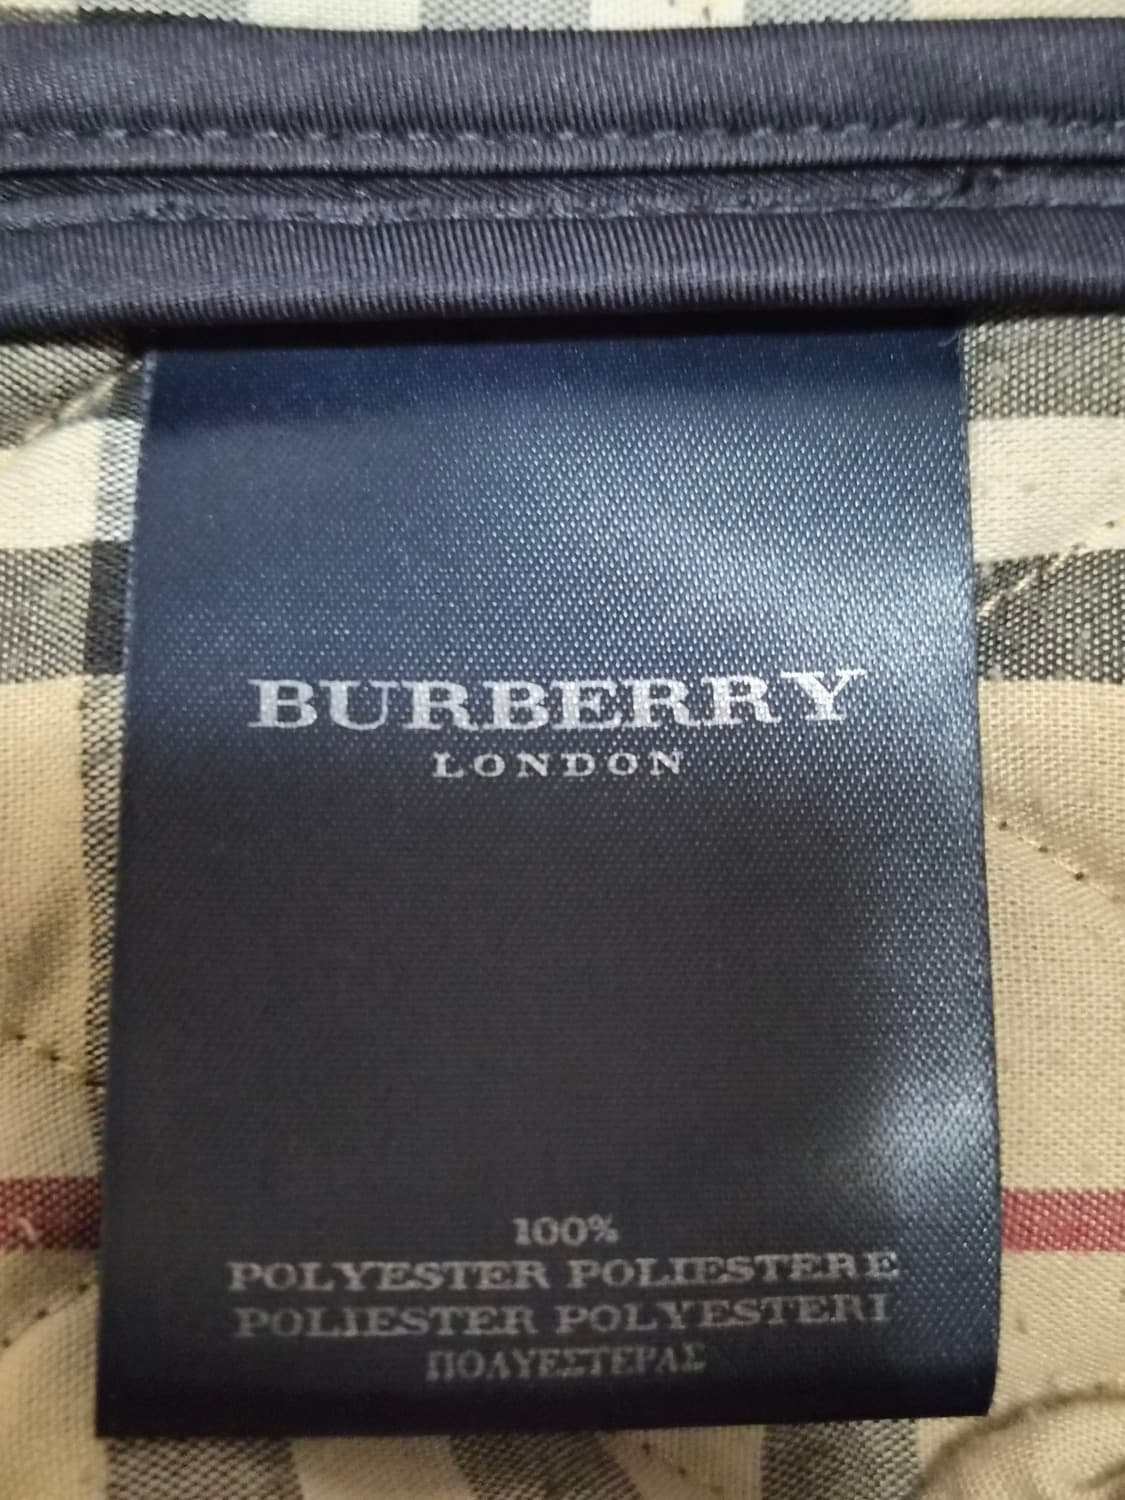 BURBERRY
LONDON
100%
POLYESTER POLIESTERE
POLIESTER POLYESTERI
ΠΟΛΥΕΣΤΕΡΑΣ